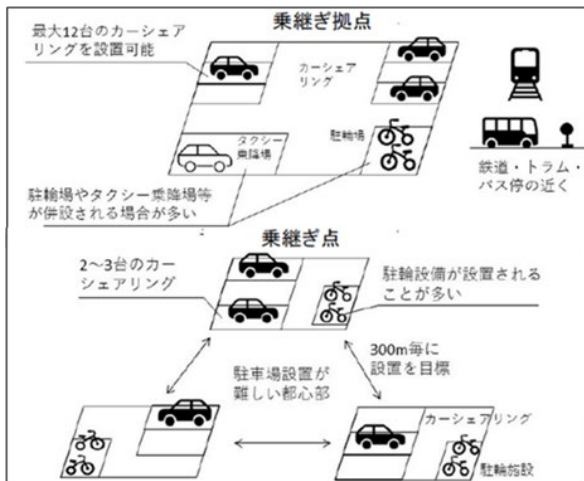 乗継ぎ拠点
最大12台のカーシェア
リングを設置可能
カーシェア
リング
タクシー
乗降場
駐輪場
鉄道・トラム・
バス停の近く
駐輪場やタクシー乗降場等
が併設される場合が多い
乗継ぎ点
2～3台のカー
シェアリング
駐輪設備が設置される
ことが多い
300m毎に
設置を目標
駐車場設置が
難しい都心部
カーシェアリング
駐輪施設